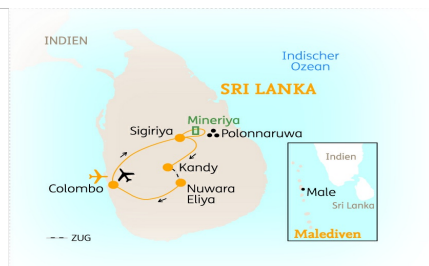 INDIEN
Indischer
Ozean
SRI LANKA
Mineriya
Sigiriya
Polonnaruwa
Kandy
Colombo
Nuwara
Eliya
ZUG
Indien
Male
Sri Lanka
Malediven